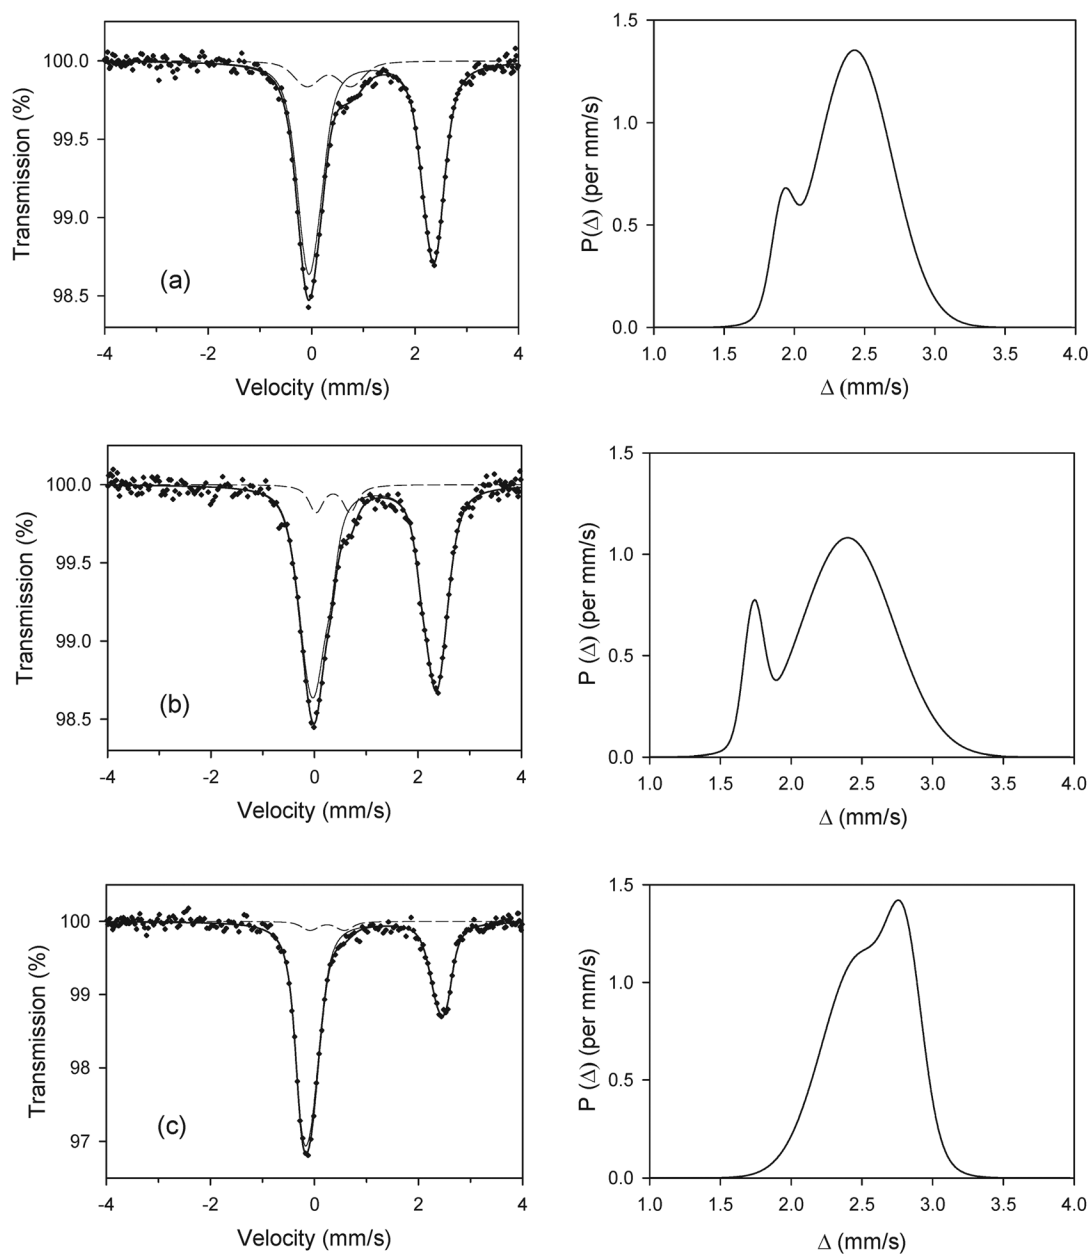 100.0
99.5
99.0
98.5
Transmission (%)
(a)
-4 -2 0 2 4
Velocity (mm/s)
1.5
1.0
0.5
0.0
P(Δ) (per mm/s)
1.0 1.5 2.0 2.5 3.0 3.5 4.0
Δ (mm/s)
100.0
99.5
99.0
98.5
Transmission (%)
(b)
-4 -2 0 2 4
Velocity (mm/s)
1.5
1.0
0.5
0.0
P (Δ) (per mm/s)
1.0 1.5 2.0 2.5 3.0 3.5 4.0
Δ (mm/s)
100
99
98
97
Transmission (%)
(c)
-4 -2 0 2 4
Velocity (mm/s)
1.5
1.0
0.5
0.0
P (Δ) (per mm/s)
1.0 1.5 2.0 2.5 3.0 3.5 4.0
Δ (mm/s)